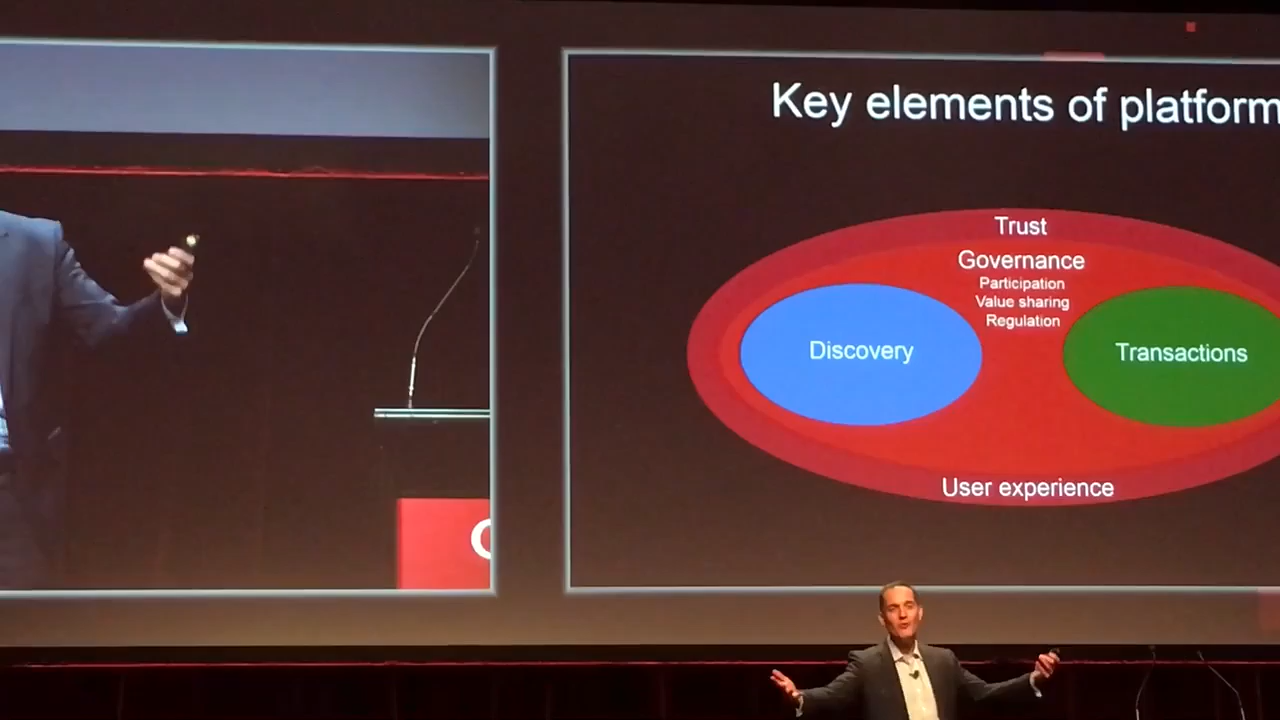 Key elements of platform
Trust
Governance
Participation
Value sharing
Regulation
Discovery
Transactions
User experience